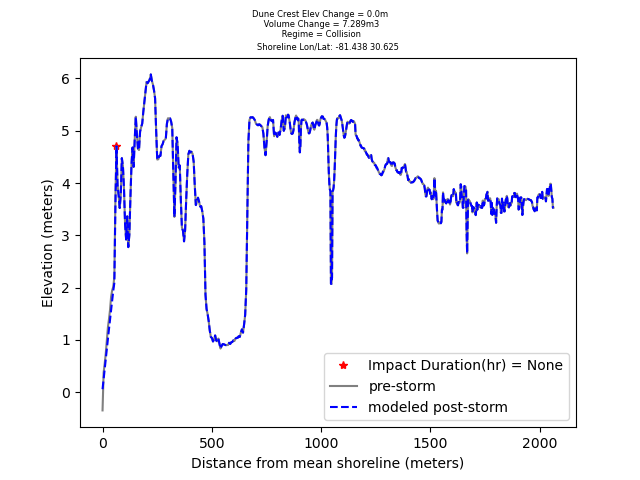 Dune Crest Elev Change = 0.0m
Volume Change = 7.289m3
Regime = Collision
Shoreline Lon/Lat: -81.438 30.625
6
5
4
3
2
1
0
Elevation (meters)
Impact Duration(hr) = None
pre-storm
modeled post-storm
0 500 1000 1500 2000
Distance from mean shoreline (meters)